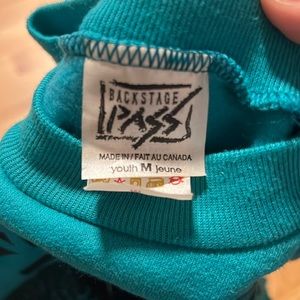 BACKSTAGE
PASS
MADE IN / FAIT AU CANADA
youth M jeune